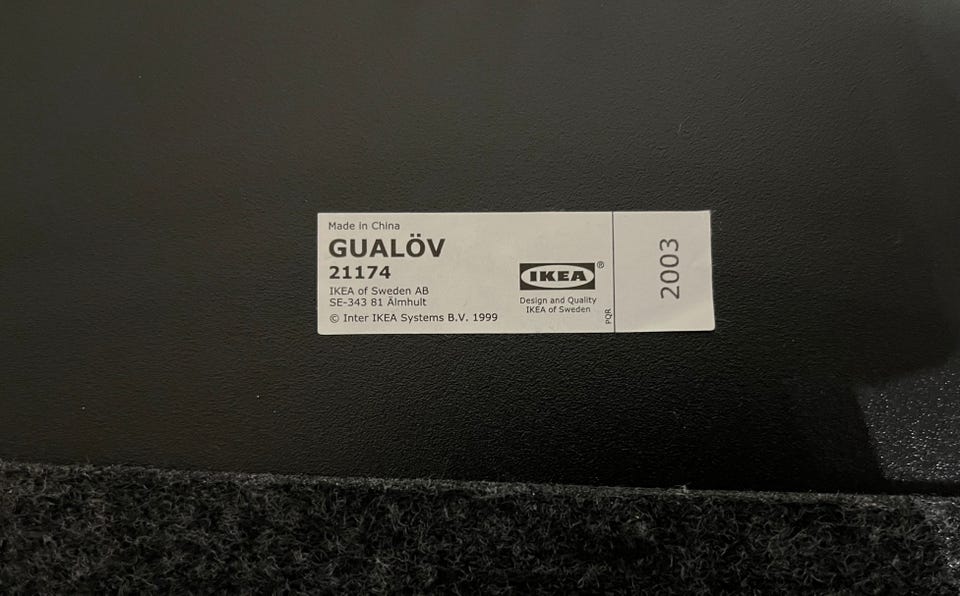 Made in China
GUALÖV
21174
IKEA of Sweden AB
SE-343 81 Älmhult
© Inter IKEA Systems B.V. 1999
IKEA®
Design and Quality
IKEA of Sweden
PQR
2003